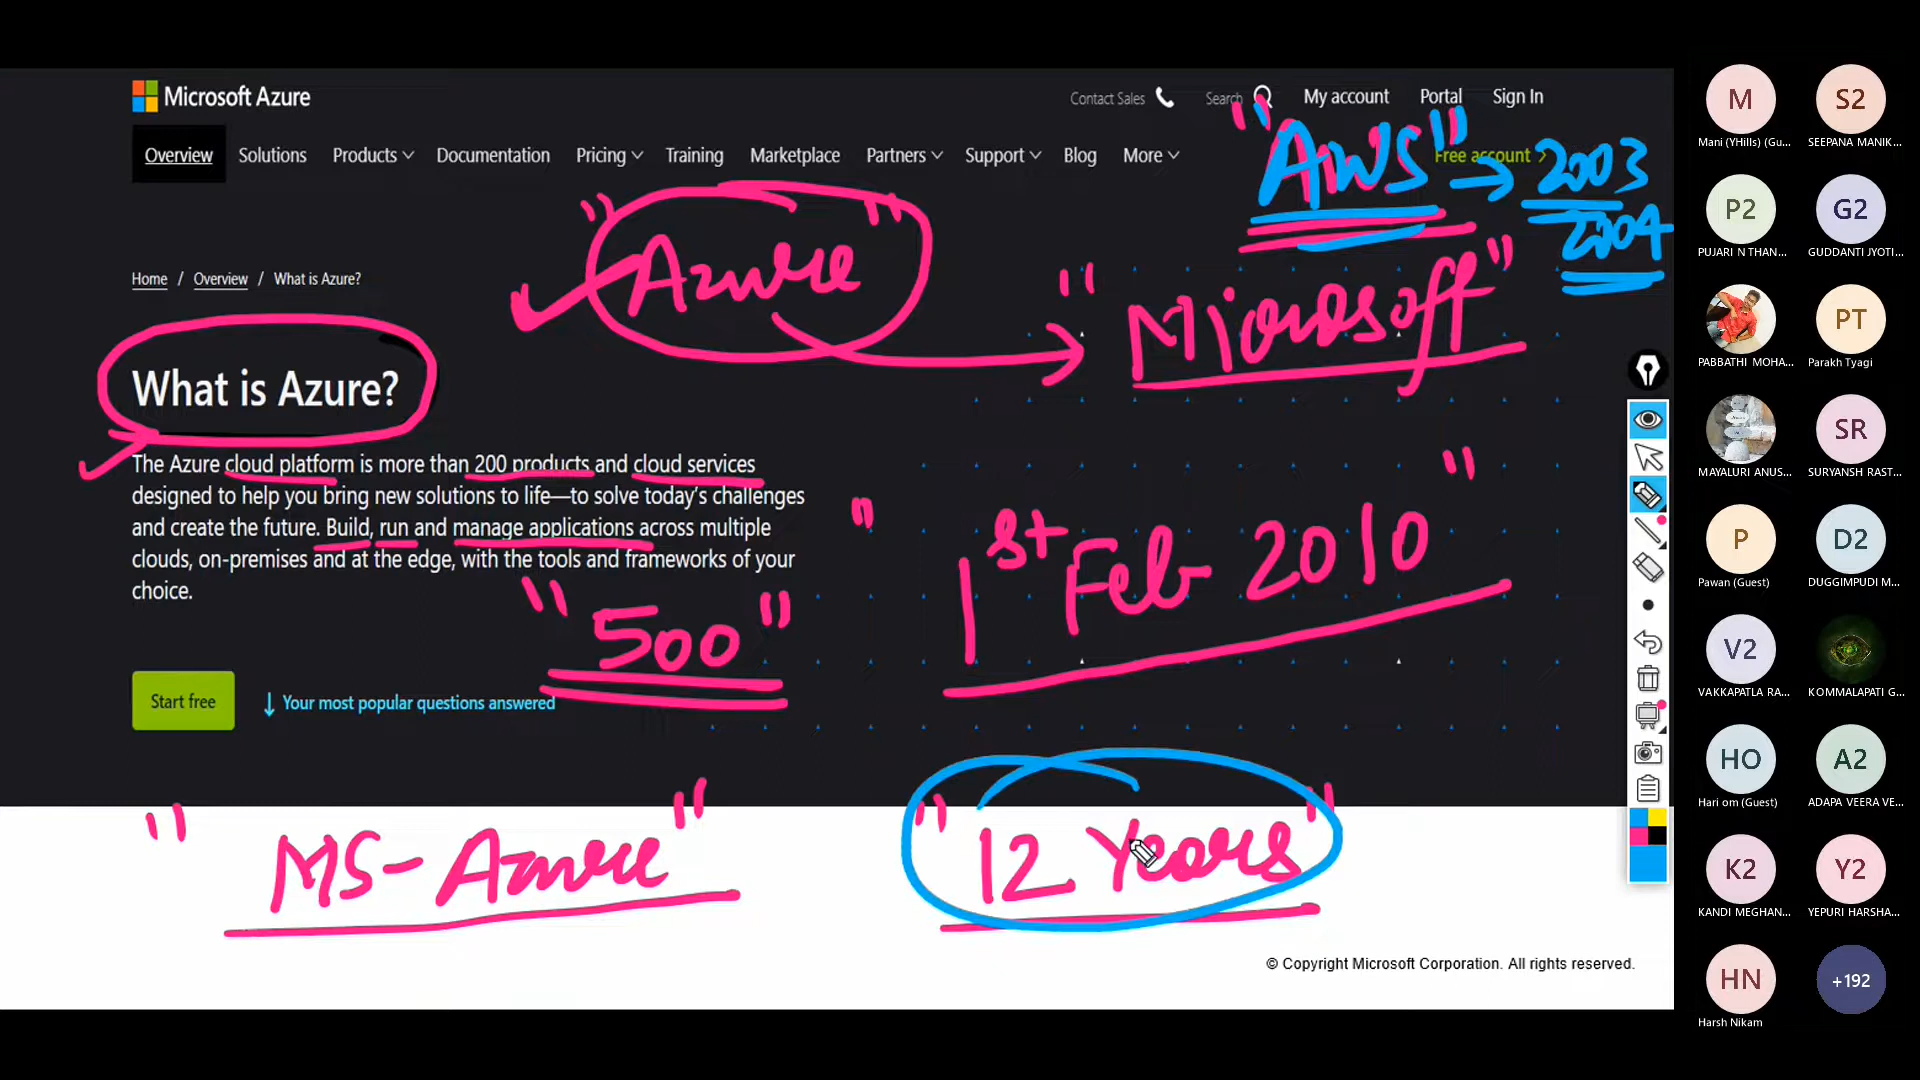 Microsoft Azure
Contact Sales Search My account Portal Sign In
Overview Solutions Products Documentation Pricing Training Marketplace Partners Support Blog More Free account >
"AWS" → 2003
2004
"Azure"
"Microsoft"
Home / Overview / What is Azure?
What is Azure?
The Azure cloud platform is more than 200 products and cloud services
designed to help you bring new solutions to life—to solve today's challenges
and create the future. Build, run and manage applications across multiple
clouds, on-premises and at the edge, with the tools and frameworks of your
choice.
"500"
"1st Feb 2010"
Start free
↓ Your most popular questions answered
"MS-Azure"
"12 Years"
© Copyright Microsoft Corporation. All rights reserved.
M S2
Mani (YHills) (Gu... SEEPANA MANIK...
P2 G2
PUJARI N THAN... GUDDANTI JYOTI...
PT
PABBATHI MOHA... Parakh Tyagi
SR
MAYALURI ANUS... SURYANSH RAST...
P D2
Pawan (Guest) DUGGIMPUDI M...
V2
VAKKAPATLA RA... KOMMALAPATI G...
HO A2
Hari om (Guest) ADAPA VEERA VE...
K2 Y2
KANDI MEGHAN... YEPURI HARSHA...
HN +192
Harsh Nikam